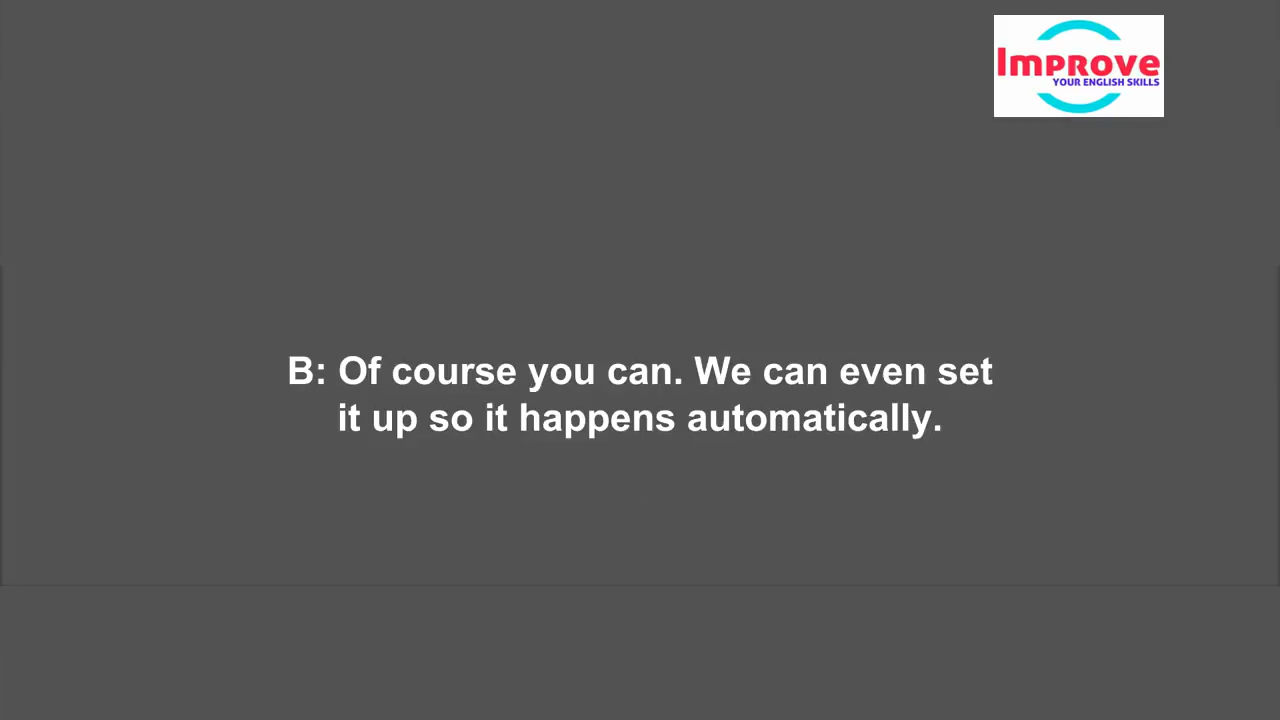 Improve
YOUR ENGLISH SKILLS
B: Of course you can. We can even set
it up so it happens automatically.